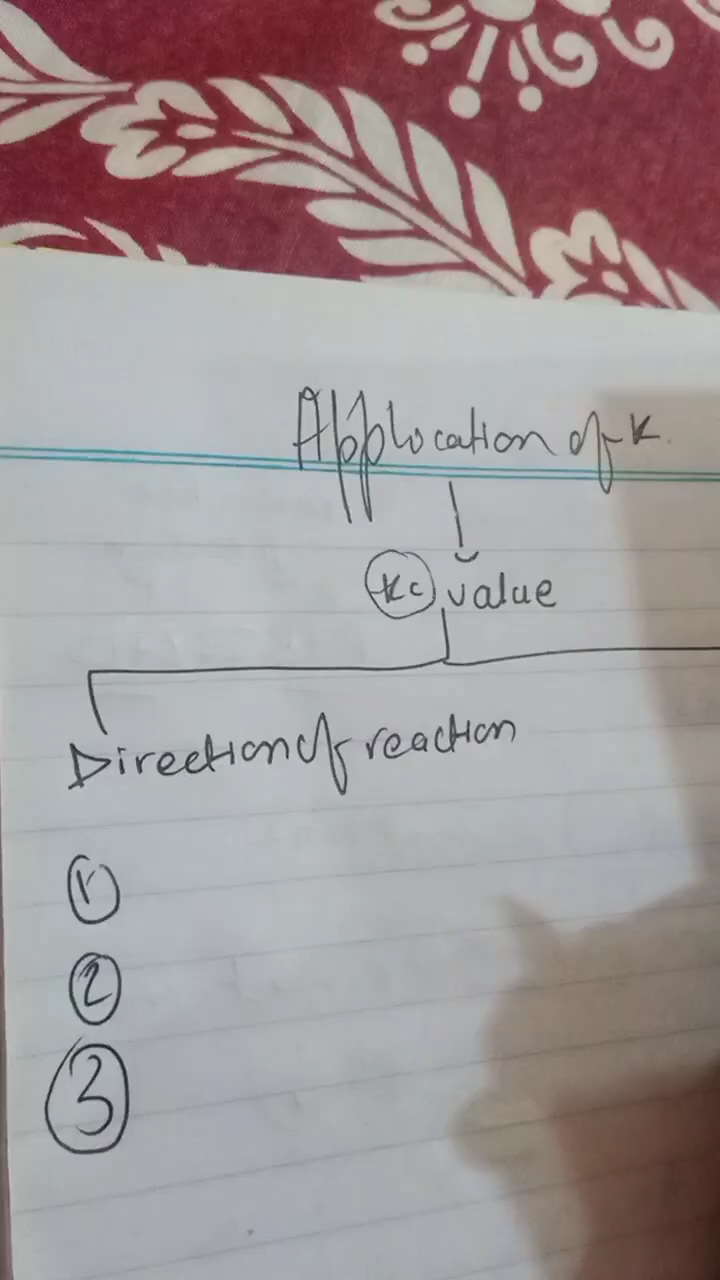 Applocation of K.
Kc value
Direction of reaction
1
2
3